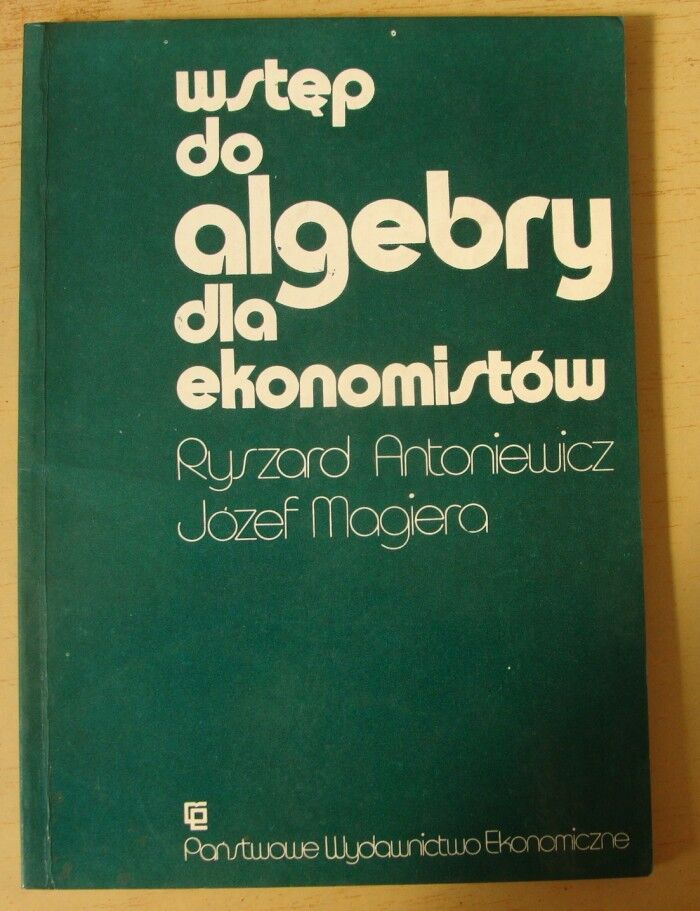 wstęp
do
algebry
dla
ekonomistów
Ryszard Antoniewicz
Józef Magiera
Państwowe Wydawnictwo Ekonomiczne